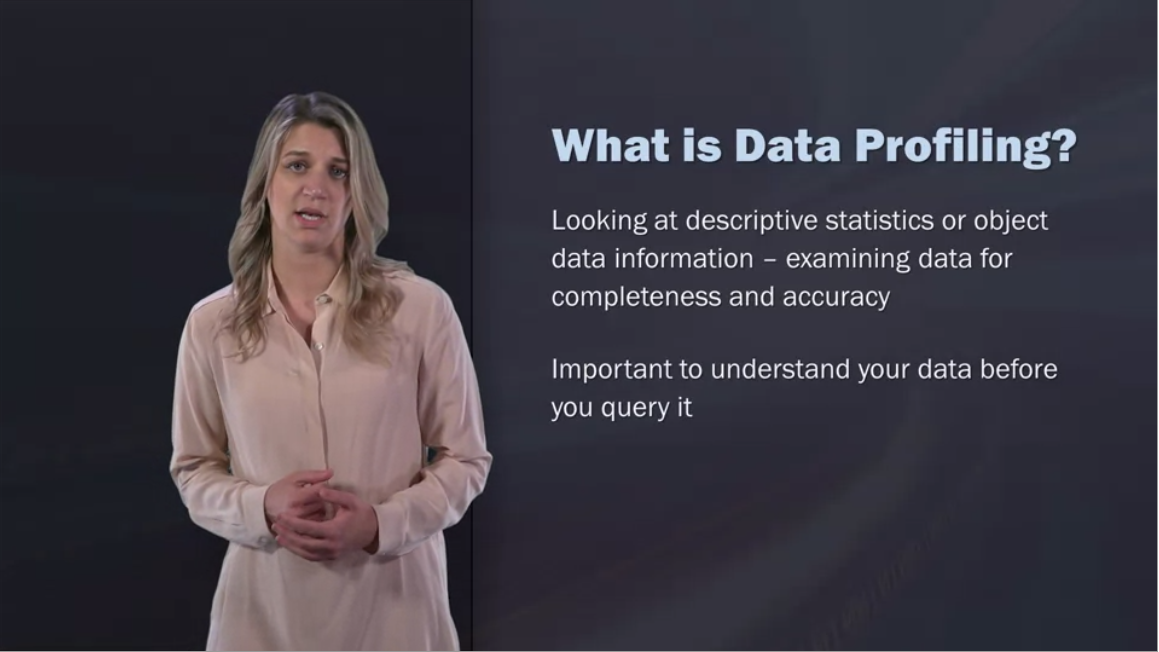 What is Data Profiling?
Looking at descriptive statistics or object
data information – examining data for
completeness and accuracy
Important to understand your data before
you query it